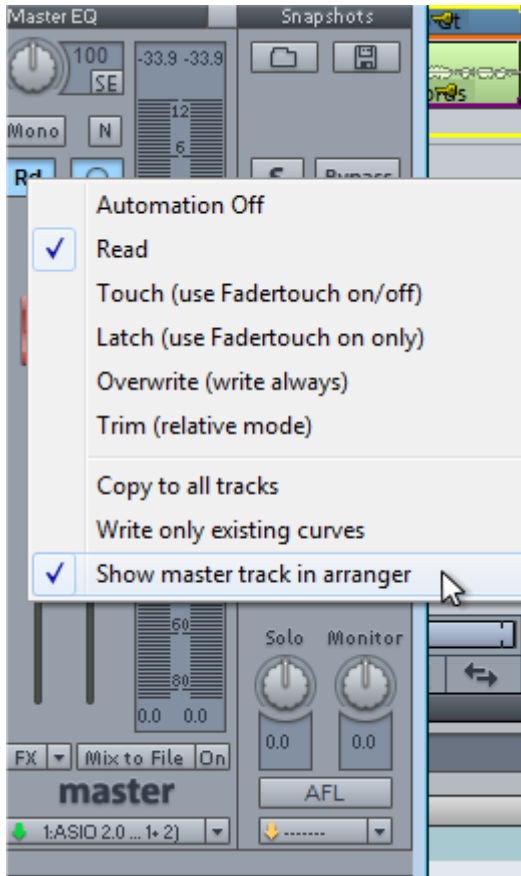 Master EQ
Snapshots
100
-33.9 -33.9
SE
12
Mono
N
6
Rd
S
Bypass
Automation Off
Read
Touch (use Fadertouch on/off)
Latch (use Fadertouch on only)
Overwrite (write always)
Trim (relative mode)
Copy to all tracks
Write only existing curves
Show master track in arranger
60
Solo
Monitor
80
0.0 0.0
0.0
0.0
FX
Mix to File
On
master
AFL
1:ASIO 2.0 ... 1+ 2)
-------